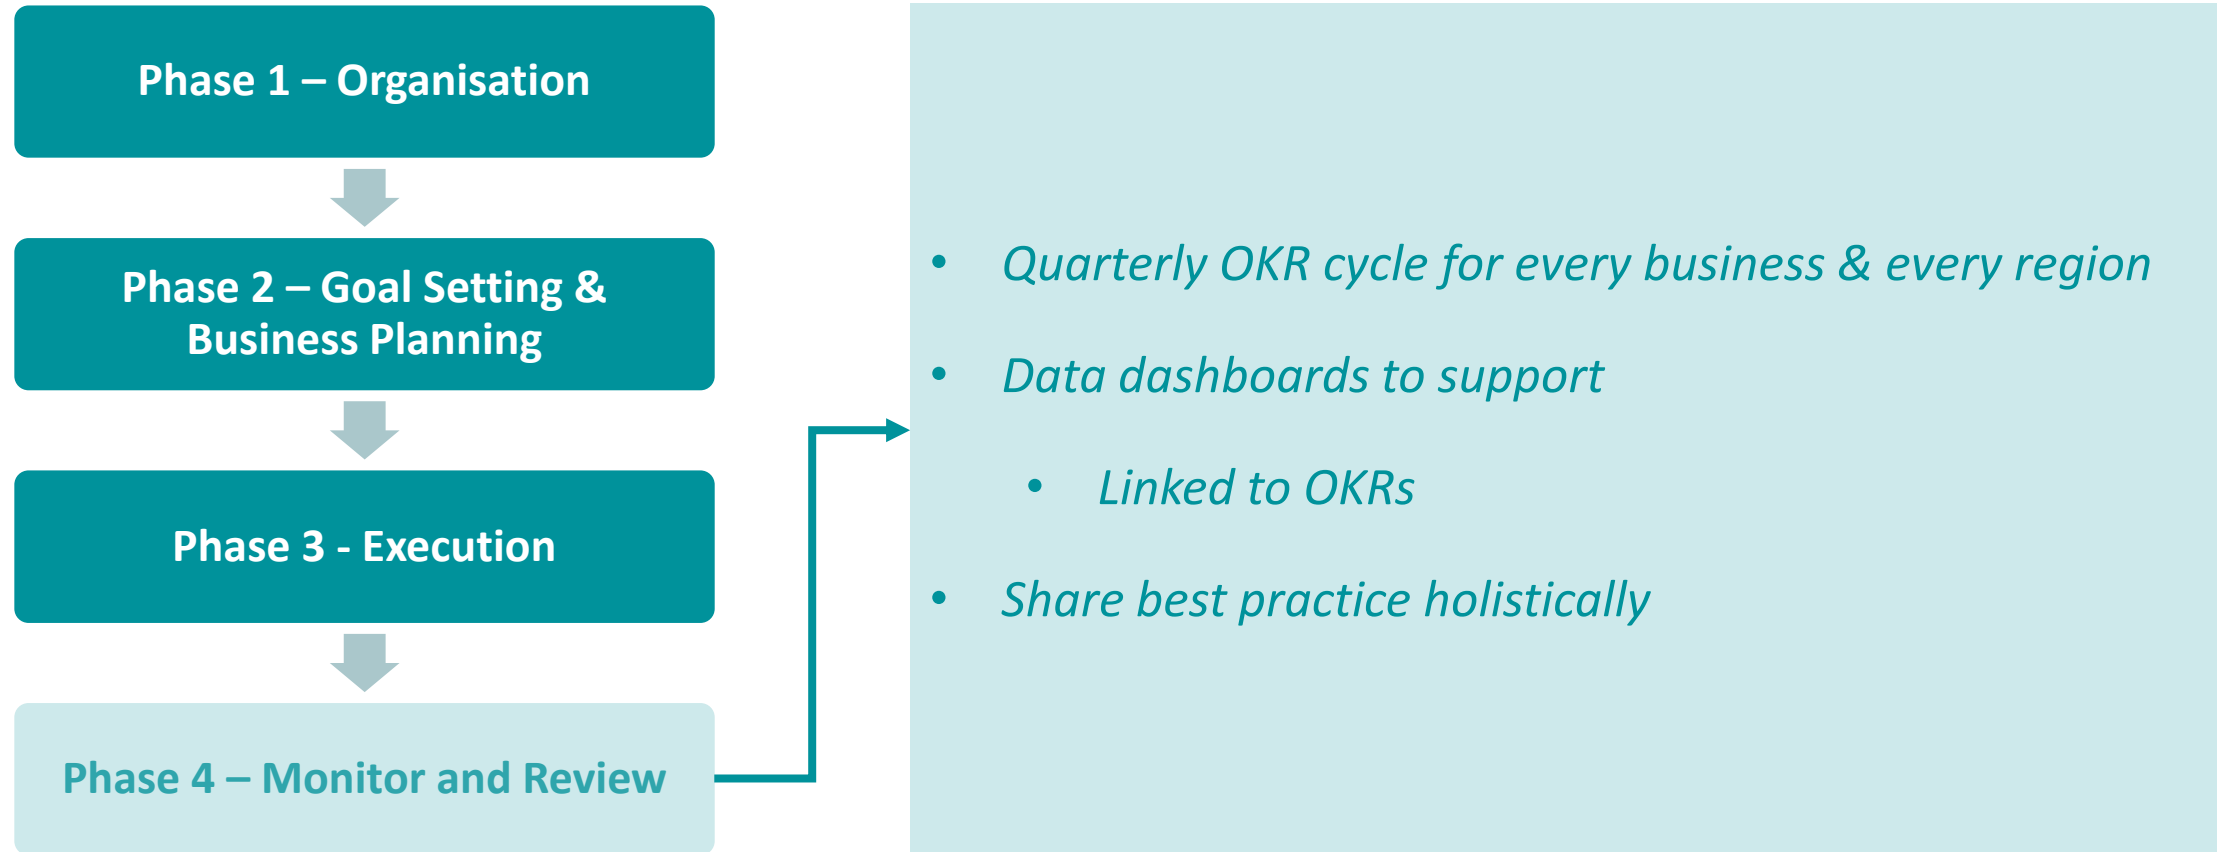 Phase 1 – Organisation
Phase 2 – Goal Setting &
Business Planning
Phase 3 - Execution
Phase 4 – Monitor and Review
• Quarterly OKR cycle for every business & every region
• Data dashboards to support
• Linked to OKRs
• Share best practice holistically